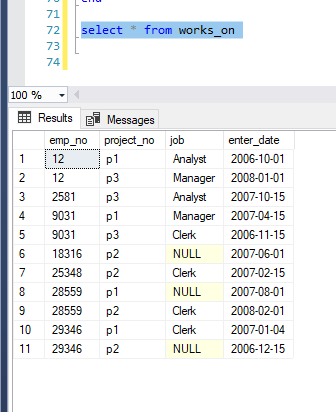 70
end
71
72 select * from works_on
73
74
100 %
Results Messages
emp_no project_no job enter_date
1 12 p1 Analyst 2006-10-01
2 12 p3 Manager 2008-01-01
3 2581 p3 Analyst 2007-10-15
4 9031 p1 Manager 2007-04-15
5 9031 p3 Clerk 2006-11-15
6 18316 p2 NULL 2007-06-01
7 25348 p2 Clerk 2007-02-15
8 28559 p1 NULL 2007-08-01
9 28559 p2 Clerk 2008-02-01
10 29346 p1 Clerk 2007-01-04
11 29346 p2 NULL 2006-12-15